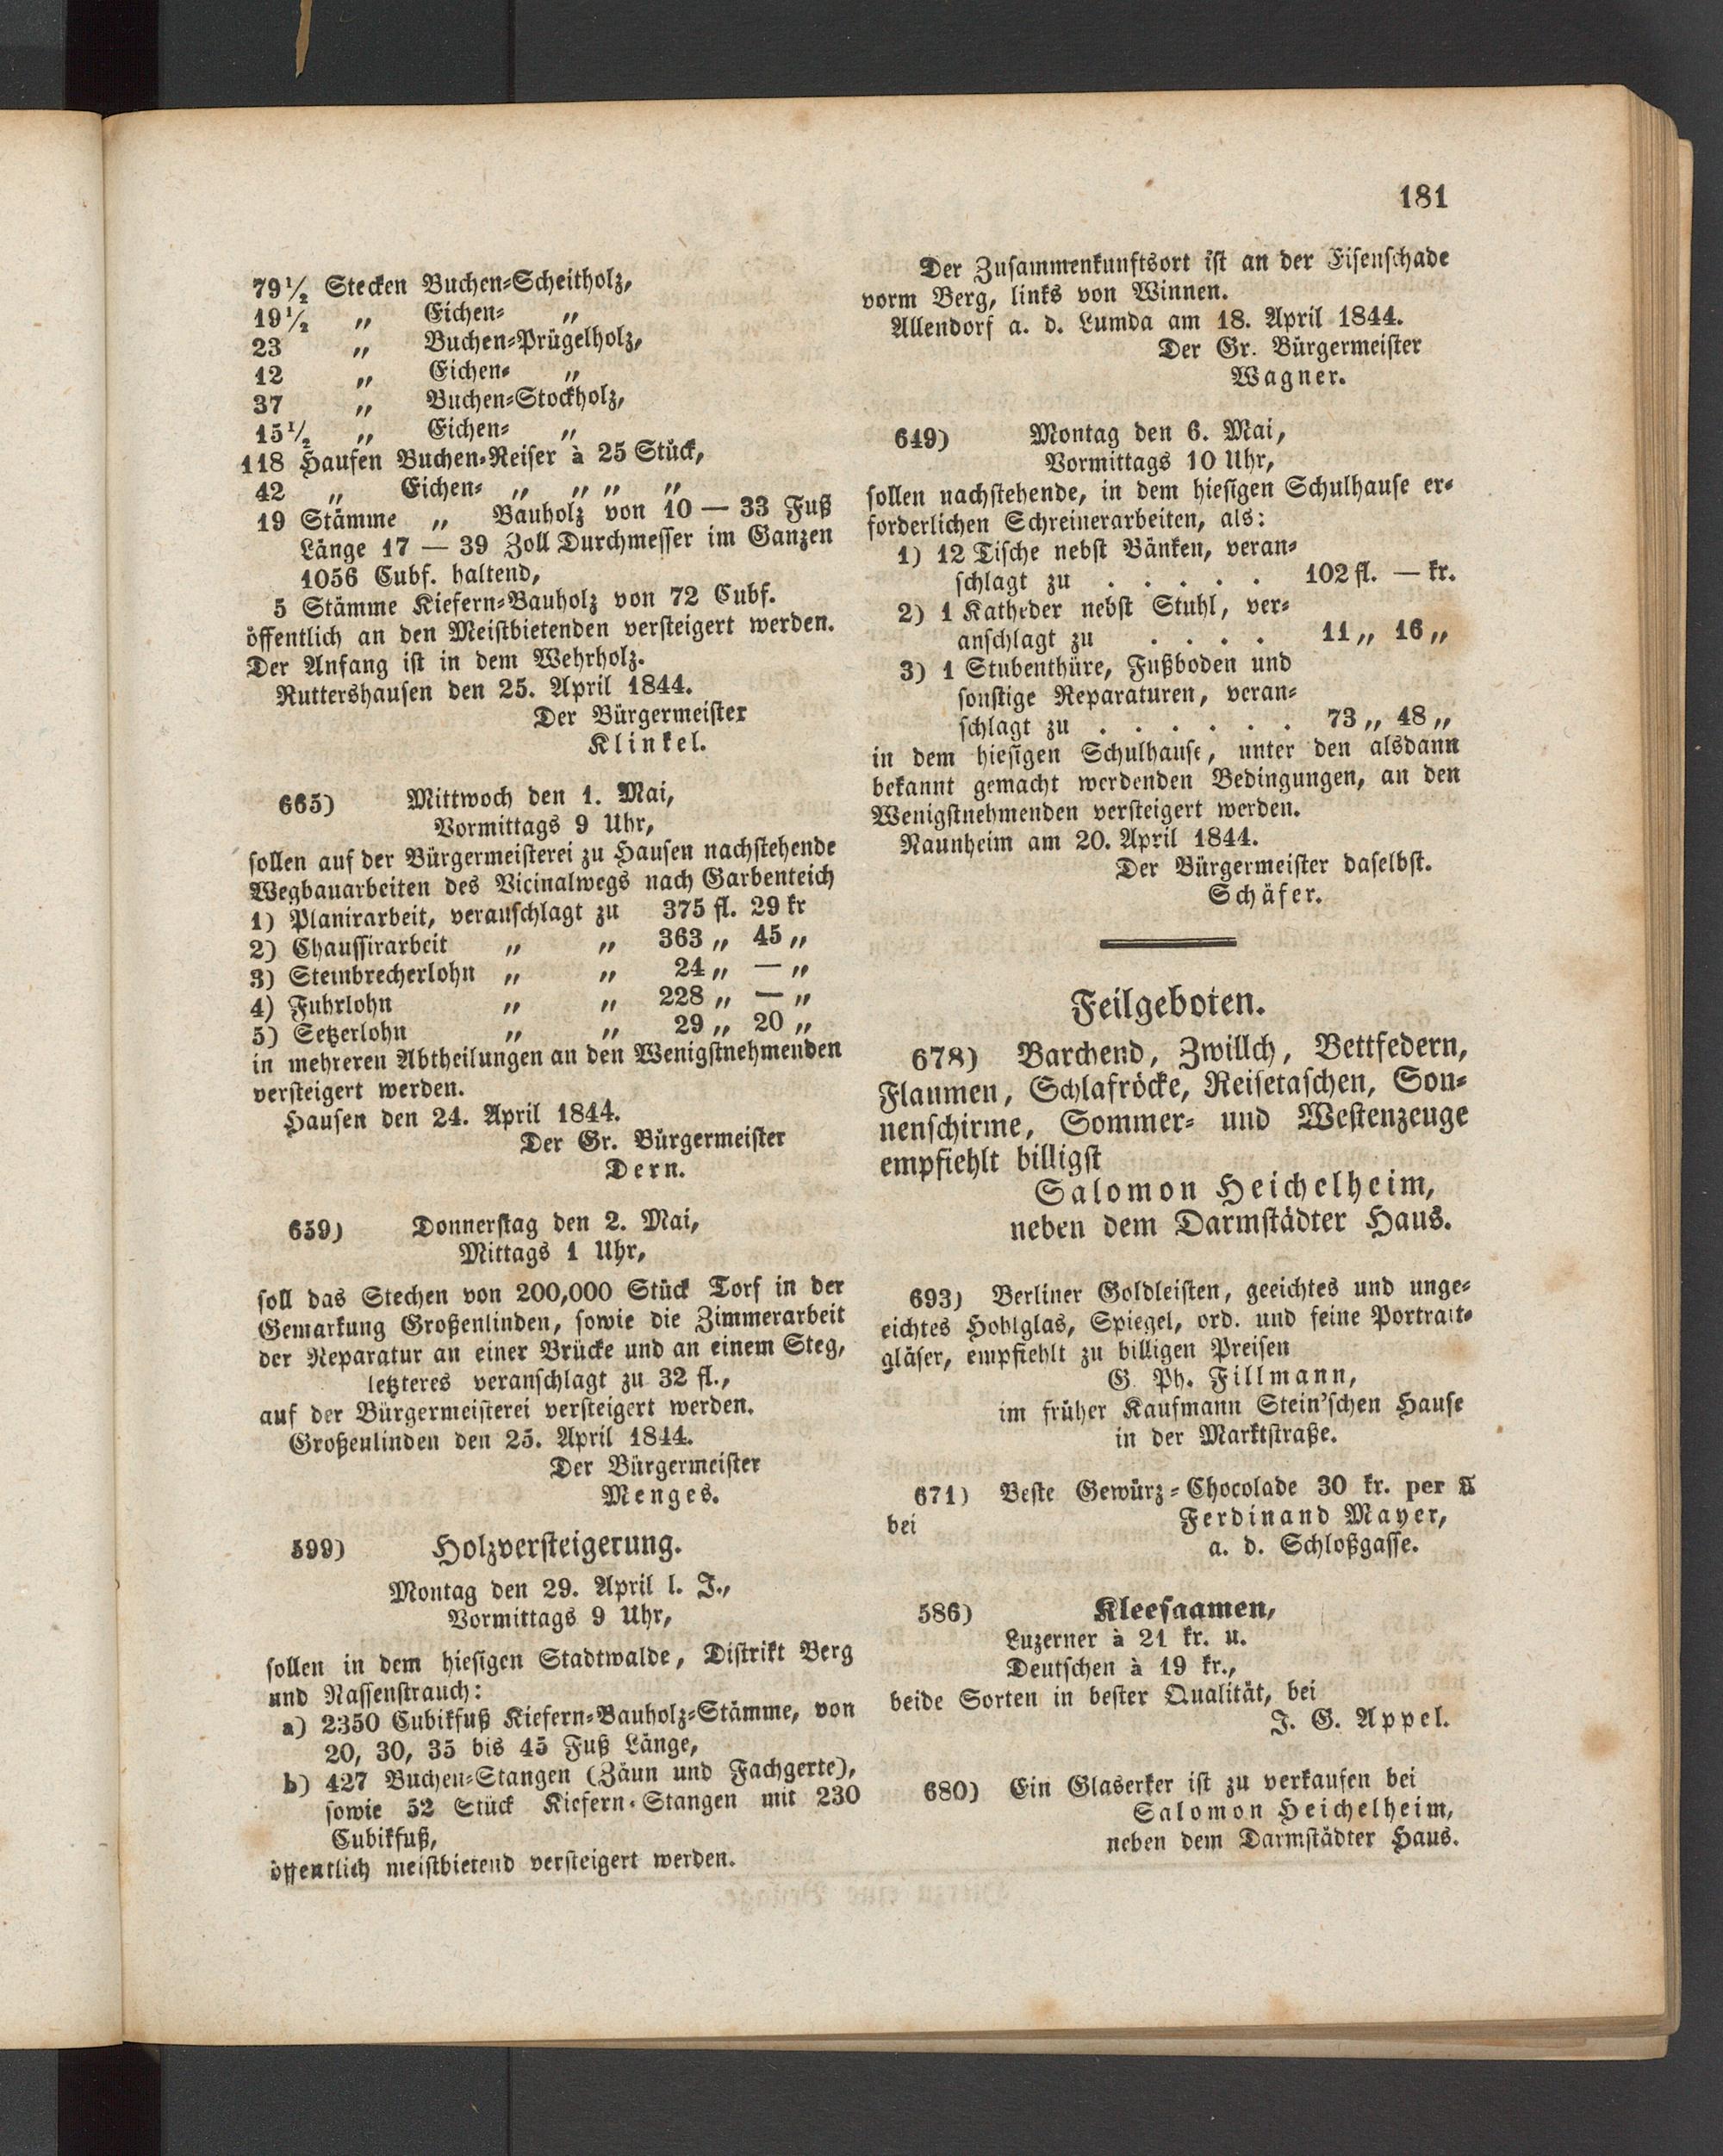 181
79 1/2 Stecken Buchen-Scheitholz,
19 1/2 „ Eichen- „
23 „ Buchen-Prügelholz,
12 „ Eichen- „
37 „ Buchen-Stockholz,
15 1/2 „ Eichen- „
118 Haufen Buchen-Reiser à 25 Stück,
42 „ Eichen- „ „ „ „
19 Stämme „ Bauholz von 10 — 33 Fuß
Länge 17 — 39 Zoll Durchmesser im Ganzen
1056 Cubf. haltend,
5 Stämme Kiefern-Bauholz von 72 Cubf.
öffentlich an den Meistbietenden versteigert werden.
Der Anfang ist in dem Wehrholz.
Ruttershausen den 25. April 1844.
Der Bürgermeister
Klinkel.
665) Mittwoch den 1. Mai,
Vormittags 9 Uhr,
sollen auf der Bürgermeisterei zu Hausen nachstehende
Wegbauarbeiten des Vicinalwegs nach Garbenteich
1) Planirarbeit, veranschlagt zu 375 fl. 29 kr
2) Chaussirarbeit „ „ 363 „ 45 „
3) Steinbrecherlohn „ „ 24 „ — „
4) Fuhrlohn „ „ 228 „ — „
5) Setzerlohn „ „ 29 „ 20 „
in mehreren Abtheilungen an den Wenigstnehmenden
versteigert werden.
Hausen den 24. April 1844.
Der Gr. Bürgermeister
Dern.
659) Donnerstag den 2. Mai,
Mittags 1 Uhr,
soll das Stechen von 200,000 Stück Torf in der
Gemarkung Großenlinden, sowie die Zimmerarbeit
der Reparatur an einer Brücke und an einem Steg,
letzteres veranschlagt zu 32 fl.,
auf der Bürgermeisterei versteigert werden.
Großenlinden den 25. April 1844.
Der Bürgermeister
Menges.
599) Holzversteigerung.
Montag den 29. April l. J.,
Vormittags 9 Uhr,
sollen in dem hiesigen Stadtwalde, Distrikt Berg
und Nassenstrauch:
a) 2350 Cubikfuß Kiefern-Bauholz-Stämme, von
20, 30, 35 bis 45 Fuß Länge,
b) 427 Buchen-Stangen (Zäun und Fachgerte),
sowie 52 Stück Kiefern-Stangen mit 230
Cubikfuß,
öffentlich meistbietend versteigert werden.
Der Zusammenkunftsort ist an der Eisenschade
vorm Berg, links von Winnen.
Allendorf a. d. Lumda am 18. April 1844.
Der Gr. Bürgermeister
Wagner.
649) Montag den 6. Mai,
Vormittags 10 Uhr,
sollen nachstehende, in dem hiesigen Schulhause er-
forderlichen Schreinerarbeiten, als:
1) 12 Tische nebst Bänken, veran-
schlagt zu . . . . . 102 fl. — kr.
2) 1 Katheder nebst Stuhl, ver-
anschlagt zu . . . . 11 „ 16 „
3) 1 Stubenthüre, Fußboden und
sonstige Reparaturen, veran-
schlagt zu . . . . . . 73 „ 48 „
in dem hiesigen Schulhause, unter den alsdann
bekannt gemacht werdenden Bedingungen, an den
Wenigstnehmenden versteigert werden.
Naunheim am 20. April 1844.
Der Bürgermeister daselbst.
Schäfer.
Feilgeboten.
678) Barchend, Zwillch, Bettfedern,
Flaumen, Schlafröcke, Reisetaschen, Son-
nenschirme, Sommer- und Westenzeuge
empfiehlt billigst
Salomon Heichelheim,
neben dem Darmstädter Haus.
693) Berliner Goldleisten, geeichtes und unge-
eichtes Hohlglas, Spiegel, ord. und feine Portrait-
gläser, empfiehlt zu billigen Preisen
G. Ph. Fillmann,
im früher Kaufmann Stein'schen Hause
in der Marktstraße.
671) Beste Gewürz-Chocolade 30 kr. per ℔
bei Ferdinand Mayer,
a. d. Schloßgasse.
586) Kleesaamen,
Luzerner à 21 kr. u.
Deutschen à 19 kr.,
beide Sorten in bester Qualität, bei
J. G. Appel.
680) Ein Glaserker ist zu verkaufen bei
Salomon Heichelheim,
neben dem Darmstädter Haus.